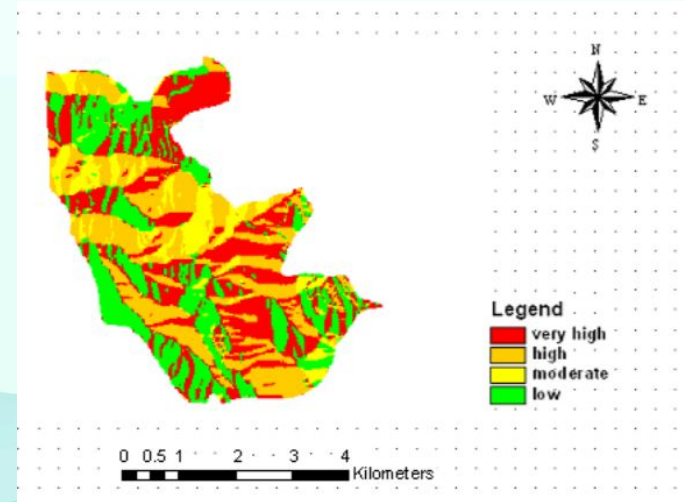 N
W E
S
Legend
very high
high
moderate
low
0 0.5 1 2 3 4
Kilometers